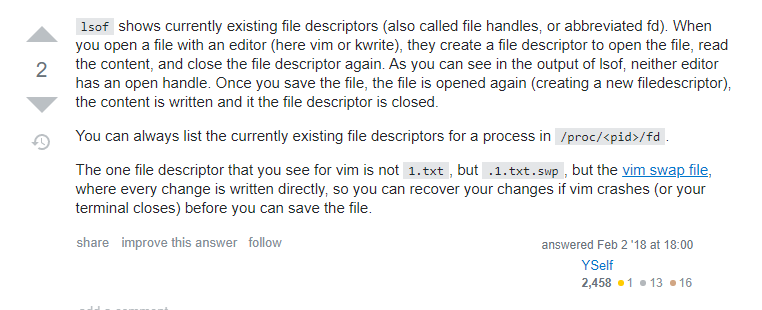 lsof shows currently existing file descriptors (also called file handles, or abbreviated fd). When
you open a file with an editor (here vim or kwrite), they create a file descriptor to open the file, read
the content, and close the file descriptor again. As you can see in the output of lsof, neither editor
has an open handle. Once you save the file, the file is opened again (creating a new filedescriptor),
the content is written and it the file descriptor is closed.
2
You can always list the currently existing file descriptors for a process in /proc/<pid>/fd .
The one file descriptor that you see for vim is not 1.txt , but .1.txt.swp , but the vim swap file,
where every change is written directly, so you can recover your changes if vim crashes (or your
terminal closes) before you can save the file.
share improve this answer follow
answered Feb 2 '18 at 18:00
YSelf
2,458 1 13 16
add a comment